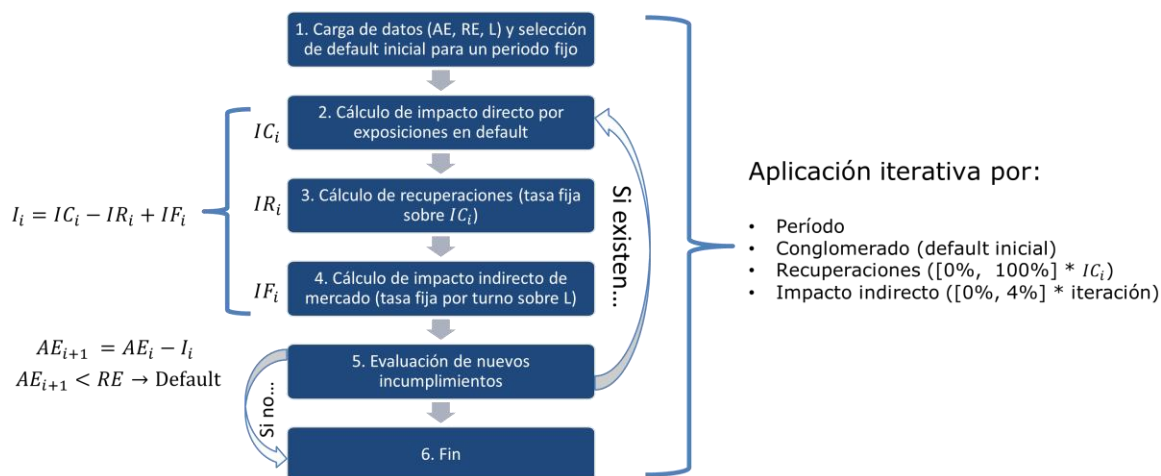 1. Carga de datos (AE, RE, L) y selección
de default inicial para un periodo fijo
2. Cálculo de impacto directo por
exposiciones en default
3. Cálculo de recuperaciones (tasa fija
sobre IC_i)
4. Cálculo de impacto indirecto de
mercado (tasa fija por turno sobre L)
5. Evaluación de nuevos
incumplimientos
6. Fin
IC_i
IR_i
IF_i
I_i = IC_i − IR_i + IF_i
AE_{i+1} = AE_i − I_i
AE_{i+1} < RE → Default
Si no...
Si existen...
Aplicación iterativa por:
• Período
• Conglomerado (default inicial)
• Recuperaciones ([0%, 100%] * IC_i)
• Impacto indirecto ([0%, 4%] * iteración)